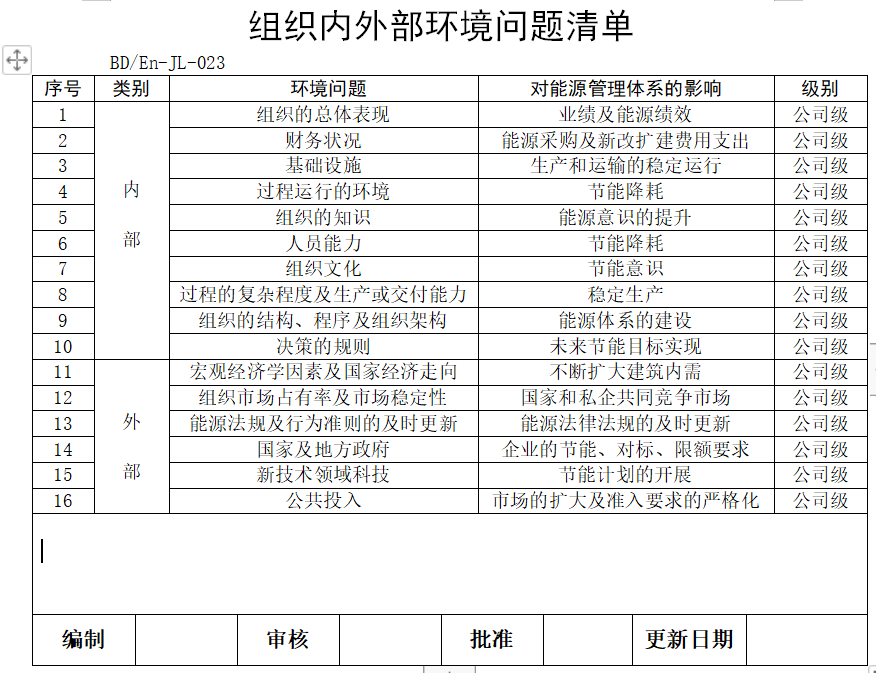 组织内外部环境问题清单
BD/En-JL-023
序号 类别 环境问题 对能源管理体系的影响 级别
内部
1 组织的总体表现 业绩及能源绩效 公司级
2 财务状况 能源采购及新改扩建费用支出 公司级
3 基础设施 生产和运输的稳定运行 公司级
4 过程运行的环境 节能降耗 公司级
5 组织的知识 能源意识的提升 公司级
6 人员能力 节能降耗 公司级
7 组织文化 节能意识 公司级
8 过程的复杂程度及生产或交付能力 稳定生产 公司级
9 组织的结构、程序及组织架构 能源体系的建设 公司级
10 决策的规则 未来节能目标实现 公司级
外部
11 宏观经济学因素及国家经济走向 不断扩大建筑内需 公司级
12 组织市场占有率及市场稳定性 国家和私企共同竞争市场 公司级
13 能源法规及行为准则的及时更新 能源法律法规的及时更新 公司级
14 国家及地方政府 企业的节能、对标、限额要求 公司级
15 新技术领域科技 节能计划的开展 公司级
16 公共投入 市场的扩大及准入要求的严格化 公司级
编制 审核 批准 更新日期